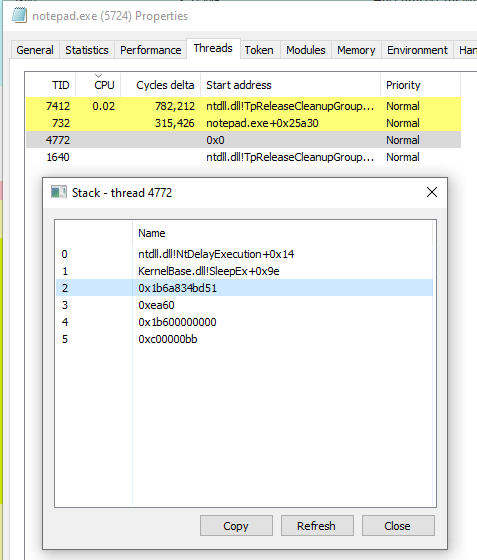 notepad.exe (5724) Properties
General Statistics Performance Threads Token Modules Memory Environment Han
TID CPU Cycles delta Start address Priority
7412 0.02 782,212 ntdll.dll!TpReleaseCleanupGroup... Normal
732 315,426 notepad.exe+0x25a30 Normal
4772 0x0 Normal
1640 ntdll.dll!TpReleaseCleanupGroup... Normal
Stack - thread 4772
Name
0 ntdll.dll!NtDelayExecution+0x14
1 KernelBase.dll!SleepEx+0x9e
2 0x1b6a834bd51
3 0xea60
4 0x1b600000000
5 0xc00000bb
Copy Refresh Close